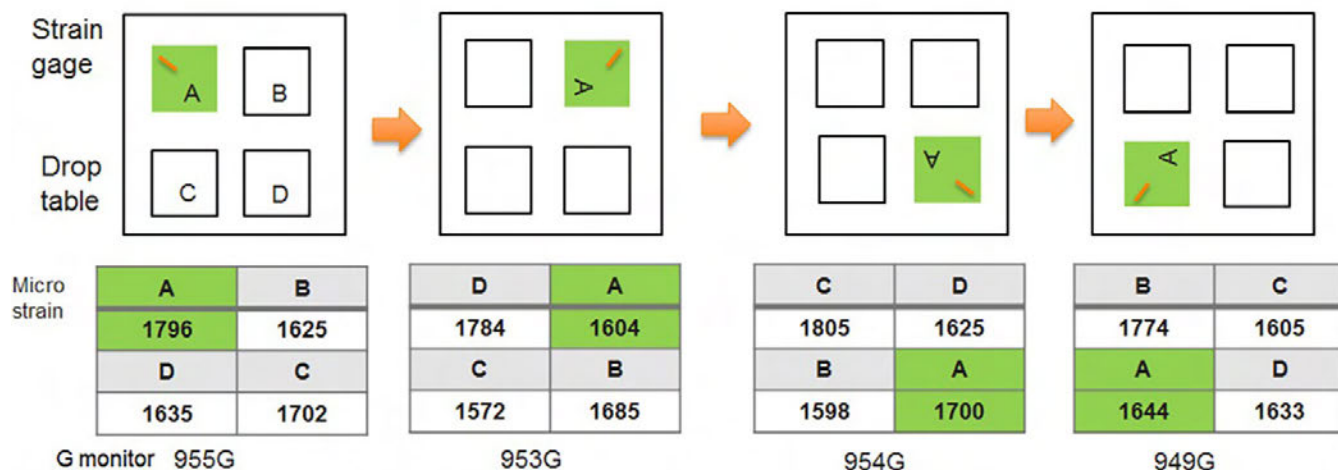 Strain gage
A B
A
Drop table
C D
A
A
Micro strain
A B
1796 1625
D C
1635 1702
D A
1784 1604
C B
1572 1685
C D
1805 1625
B A
1598 1700
B C
1774 1605
A D
1644 1633
G monitor 955G 953G 954G 949G